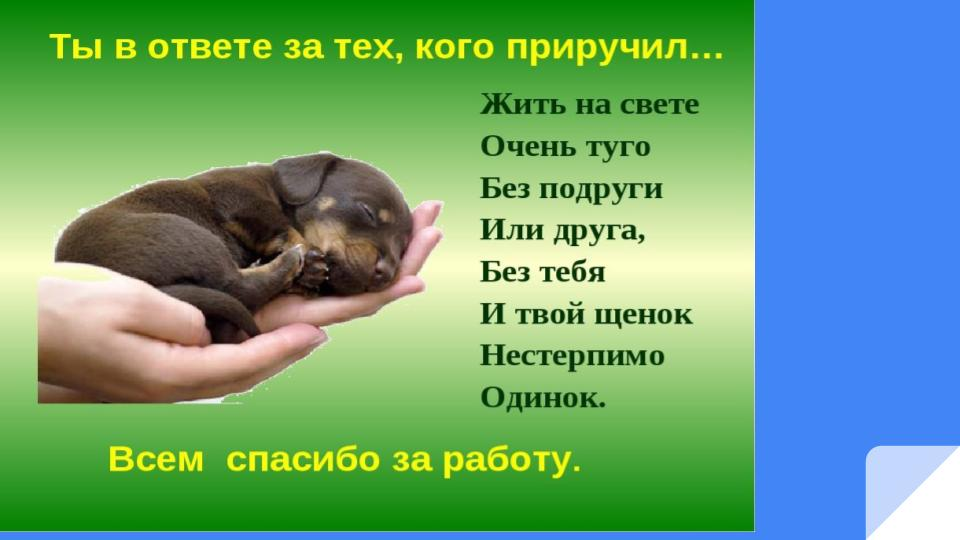 Ты в ответе за тех, кого приручил...
Жить на свете
Очень туго
Без подруги
Или друга,
Без тебя
И твой щенок
Нестерпимо
Одинок.
Всем спасибо за работу.